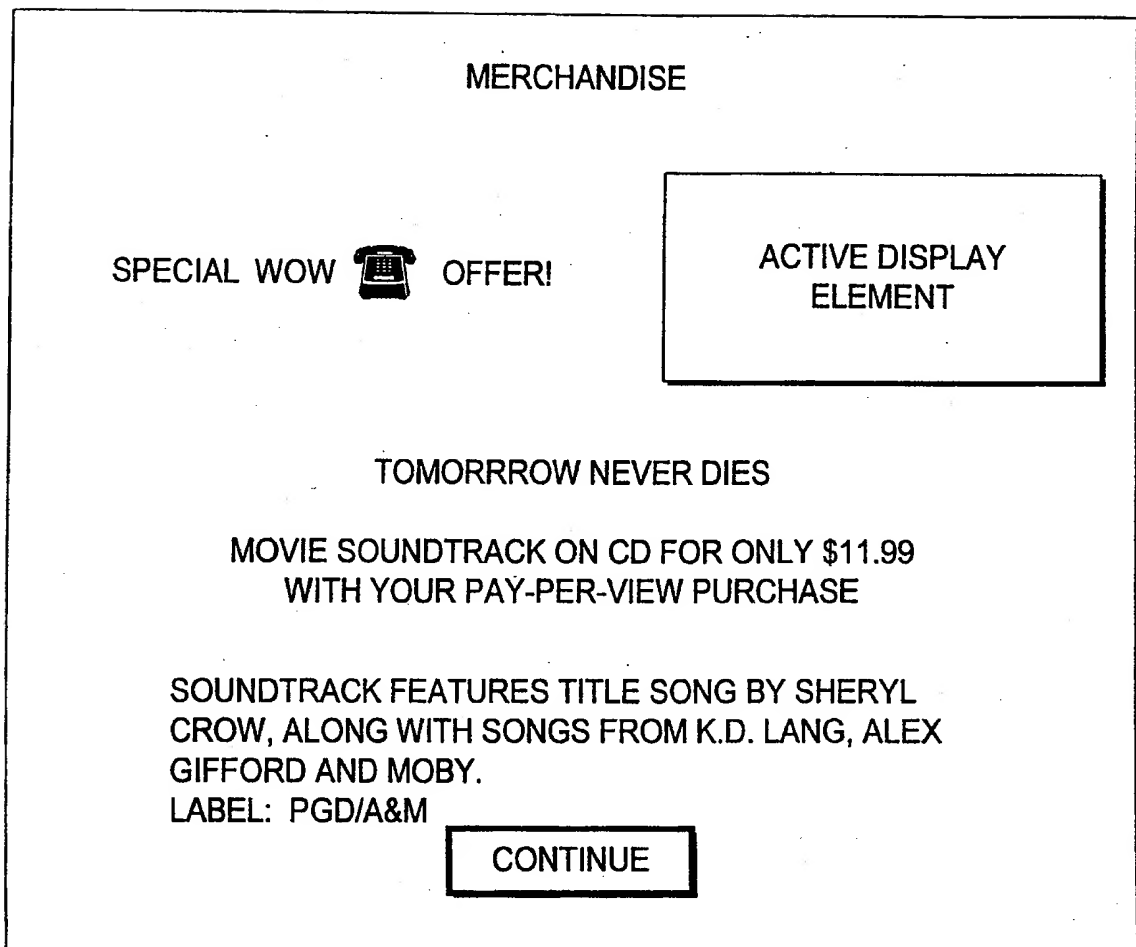 MERCHANDISE
SPECIAL WOW OFFER!
ACTIVE DISPLAY
ELEMENT
TOMORRROW NEVER DIES
MOVIE SOUNDTRACK ON CD FOR ONLY $11.99
WITH YOUR PAY-PER-VIEW PURCHASE
SOUNDTRACK FEATURES TITLE SONG BY SHERYL
CROW, ALONG WITH SONGS FROM K.D. LANG, ALEX
GIFFORD AND MOBY.
LABEL: PGD/A&M
CONTINUE